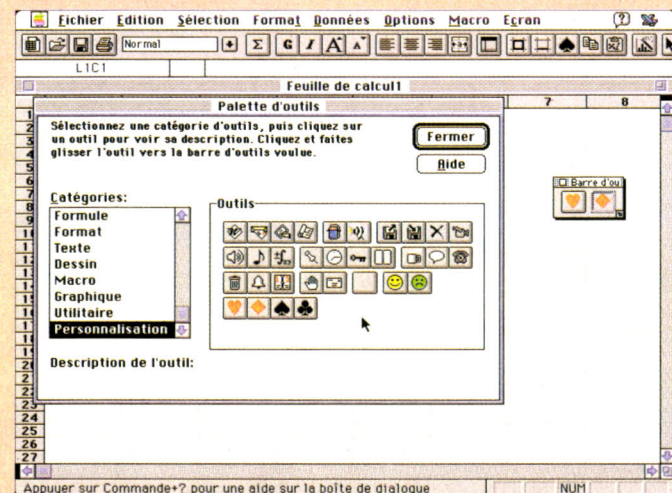 Fichier Edition Sélection Format Données Options Macro Ecran
Normal Σ G I A A
L1C1
Feuille de calcul1
Palette d'outils
7 8
Sélectionnez une catégorie d'outils, puis cliquez sur
un outil pour voir sa description. Cliquez et faites
glisser l'outil vers la barre d'outils voulue.
Fermer
Aide
Barre d'ou
Catégories:
Outils
Formule
Format
Texte
Dessin
Macro
Graphique
Utilitaire
Personnalisation
Description de l'outil:
24
25
26
27
Appuyer sur Commande+? pour une aide sur la boîte de dialogue
NUM